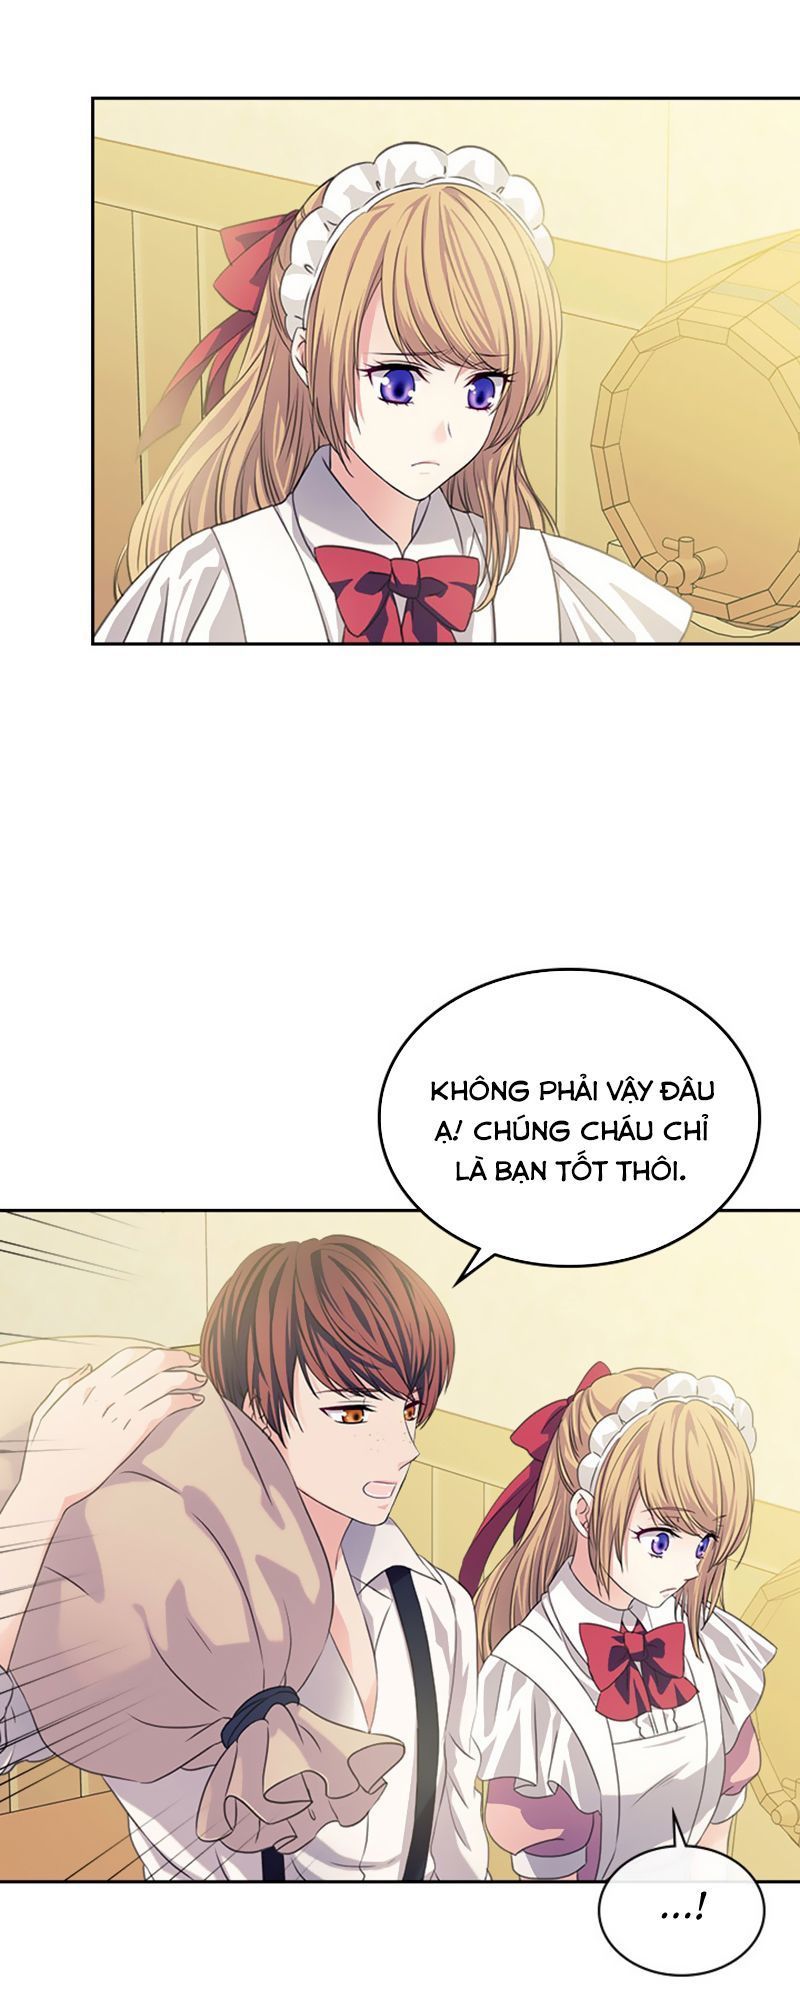 KHÔNG PHẢI VẬY ĐÂU
Ạ! CHÚNG CHÁU CHỈ
LÀ BẠN TỐT THÔI.
...!